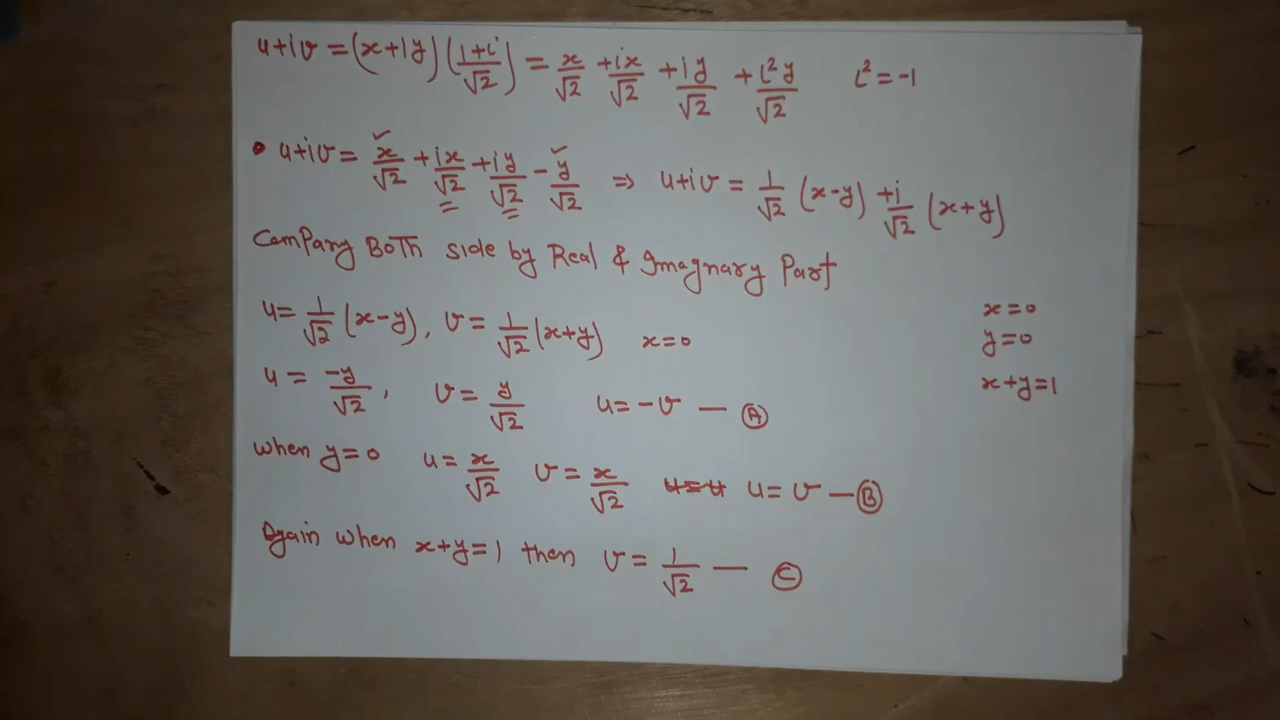 u+iv = (x+iy) (1+i/√2) = x/√2 + ix/√2 + iy/√2 + i²y/√2 i² = -1
• u+iv = x/√2 + ix/√2 + iy/√2 - y/√2 ⇒ u+iv = 1/√2 (x-y) + i/√2 (x+y)
ComPary BOTH side by Real & Imagnary Part
x=0
u= 1/√2 (x-y), v= 1/√2 (x+y) x=0
y=0
x+y=1
u = -y/√2, v = y/√2 u = -v — Ⓐ
when y=0 u= x/√2 v= x/√2 u=u u= v — Ⓑ
Again when x+y=1 then v = 1/√2 — Ⓒ